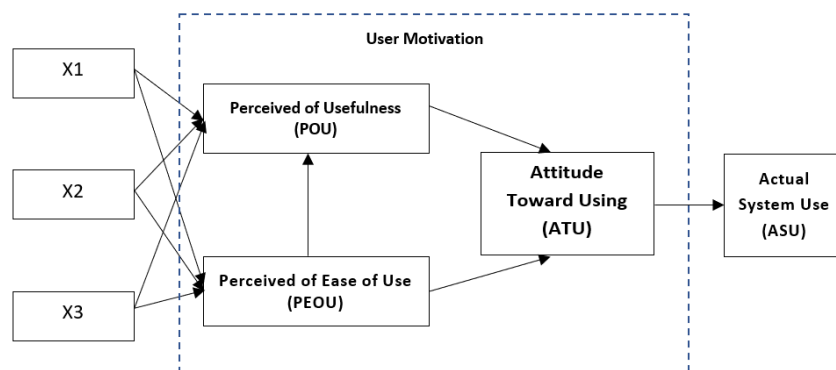 User Motivation
X1
X2
X3
Perceived of Usefulness
(POU)
Perceived of Ease of Use
(PEOU)
Attitude
Toward Using
(ATU)
Actual
System Use
(ASU)